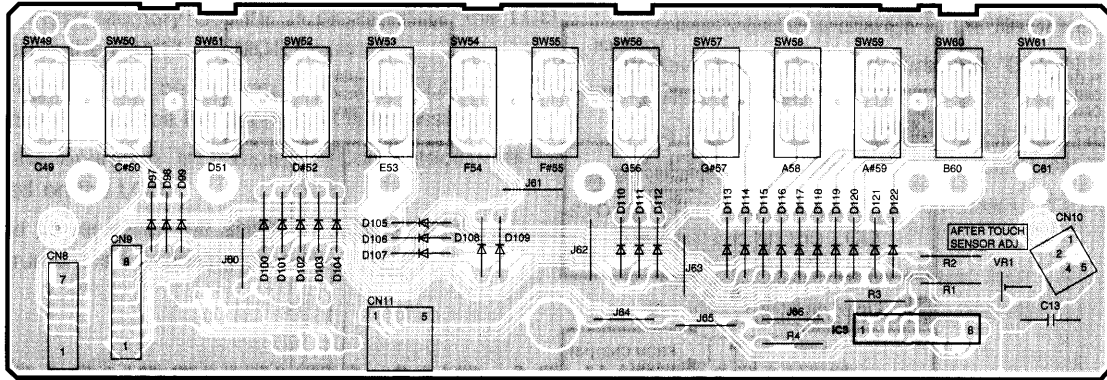 SW49 SW50 SW51 SW52 SW53 SW54 SW55 SW56 SW57 SW58 SW59 SW60 SW61
C49 C#50 D51 D#52 E53 F54 F#55 G56 G#57 A58 A#59 B60 C61
D97 D98 D99
J61
D110 D111 D112
D113 D114 D115 D116 D117 D118 D119 D120 D121 D122
D105
D106
D107
D108 D109
J60
D100 D101 D102 D103 D104
J62
J63
AFTER TOUCH
SENSOR ADJ.
CN10
1
2
4 5
CN8
7
1
CN9
8
1
R2
R1
VR1
CN11
1 5
R3
J64
J65
J66
R4
1 8
C13